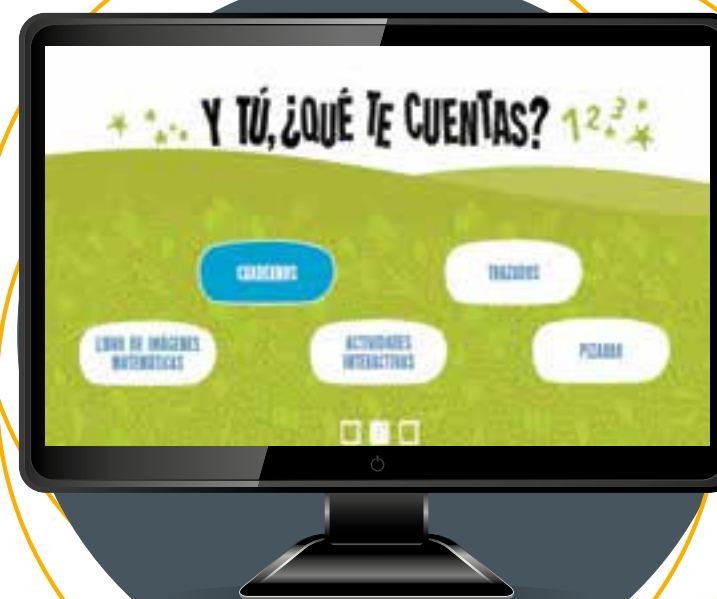 Y TÚ, ¿QUÉ TE CUENTAS? 1 2 3
CUADERNOS
TRAZADOS
LIBRO DE IMÁGENES
MATEMÁTICAS
ACTIVIDADES
INTERACTIVAS
PIZARRA